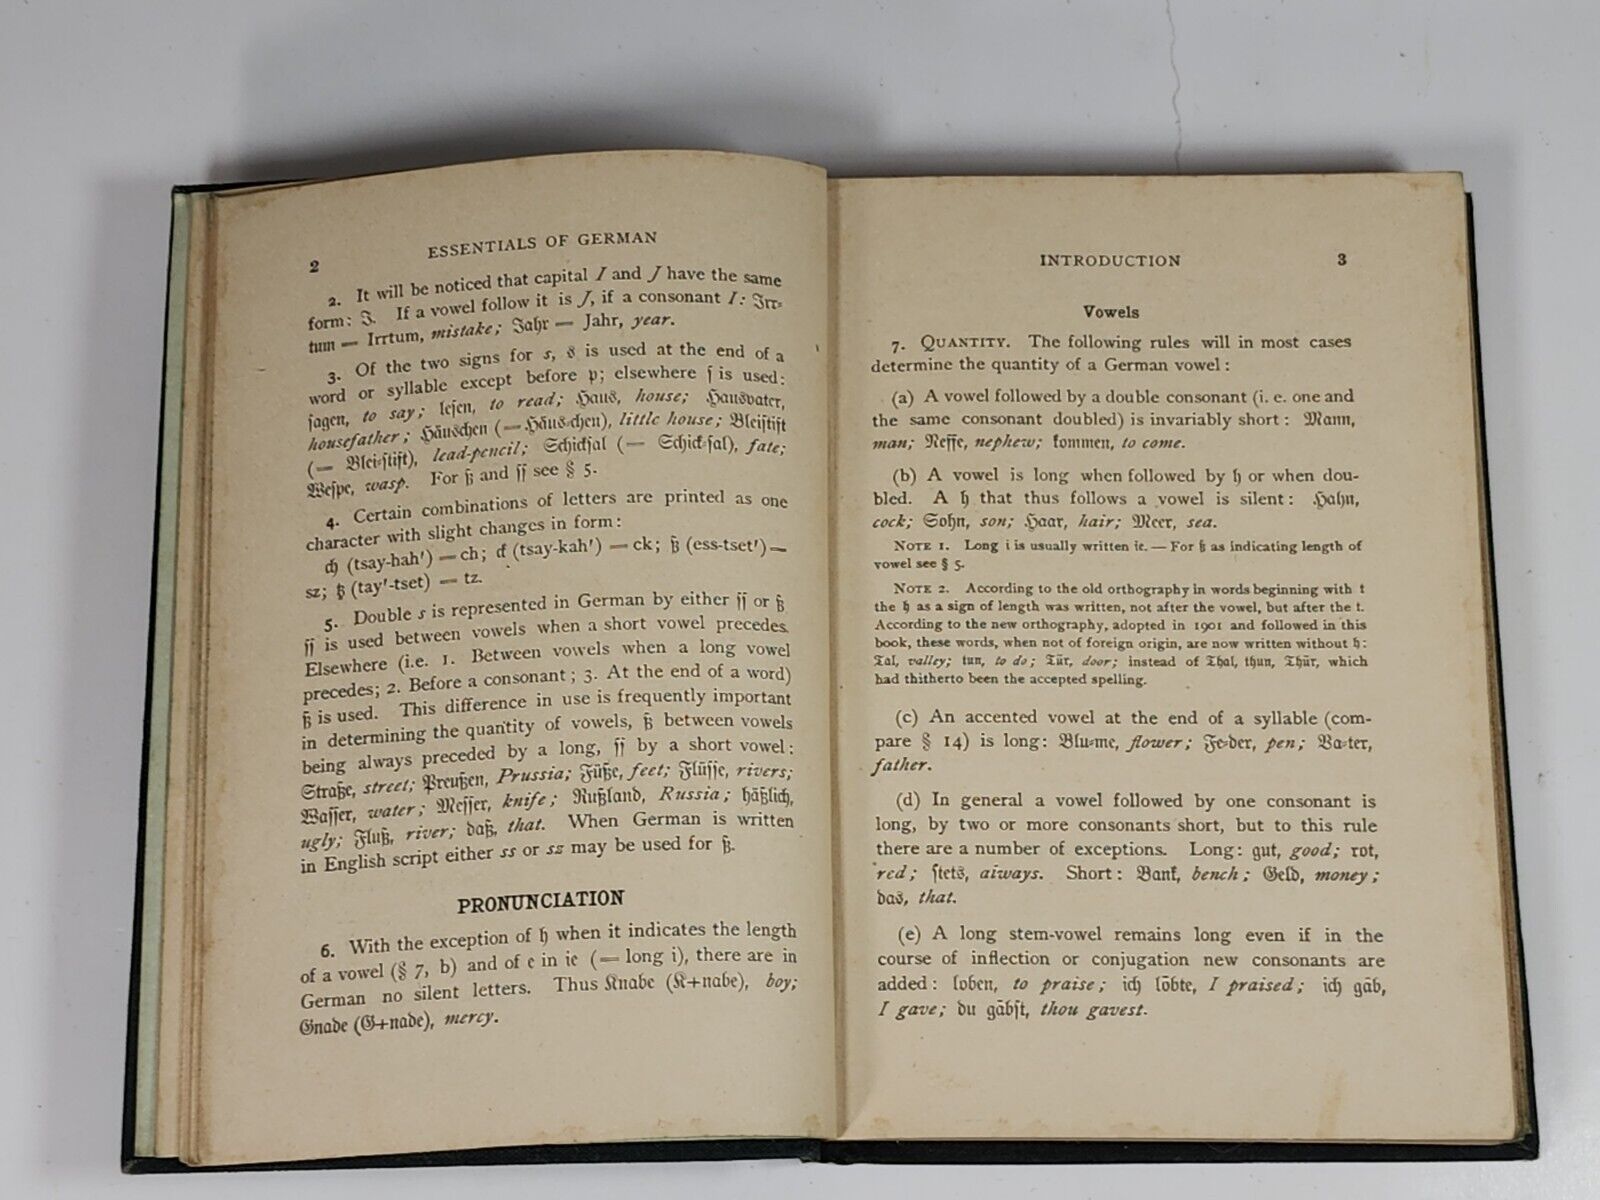 2
ESSENTIALS OF GERMAN
2. It will be noticed that capital I and J have the same
form: J. If a vowel follow it is J, if a consonant I: Irr⸗
tum = Irrtum, mistake; Jahr = Jahr, year.
3. Of the two signs for s, s is used at the end of a
word or syllable except before p; elsewhere ſ is used:
ſagen, to say; leſen, to read; Haus, house; Hausvater,
housefather; Häuschen (= Häus⸗chen), little house; Bleiſtift
(= Blei⸗ſtift), lead-pencil; Schickſal (= Schick⸗ſal), fate;
Weſpe, wasp. For ß and ſſ see § 5.
4. Certain combinations of letters are printed as one
character with slight changes in form:
ch (tsay-hah') = ch; ck (tsay-kah') = ck; ß (ess-tset') =
sz; tz (tay'-tset) = tz.
5. Double s is represented in German by either ſſ or ß
ſſ is used between vowels when a short vowel precedes.
Elsewhere (i.e. 1. Between vowels when a long vowel
precedes; 2. Before a consonant; 3. At the end of a word)
ß is used. This difference in use is frequently important
in determining the quantity of vowels, ß between vowels
being always preceded by a long, ſſ by a short vowel:
Straße, street; Preußen, Prussia; Füße, feet; Flüſſe, rivers;
Waſſer, water; Meſſer, knife; Rußland, Russia; häßlich,
ugly; Fluß, river; daß, that. When German is written
in English script either ss or sz may be used for ß.
PRONUNCIATION
6. With the exception of h when it indicates the length
of a vowel (§ 7, b) and of e in ie (= long i), there are in
German no silent letters. Thus Knabe (K+nabe), boy;
Gnade (G+nade), mercy.
INTRODUCTION 3
Vowels
7. QUANTITY. The following rules will in most cases
determine the quantity of a German vowel:
(a) A vowel followed by a double consonant (i. e. one and
the same consonant doubled) is invariably short: Mann,
man; Neffe, nephew; kommen, to come.
(b) A vowel is long when followed by h or when dou-
bled. A h that thus follows a vowel is silent: Hahn,
cock; Sohn, son; Haar, hair; Meer, sea.
NOTE 1. Long i is usually written ie. — For ß as indicating length of
vowel see § 5.
NOTE 2. According to the old orthography in words beginning with t
the h as a sign of length was written, not after the vowel, but after the t.
According to the new orthography, adopted in 1901 and followed in this
book, these words, when not of foreign origin, are now written without h:
Tal, valley; tun, to do; Tür, door; instead of Thal, thun, Thür, which
had thitherto been the accepted spelling.
(c) An accented vowel at the end of a syllable (com-
pare § 14) is long: Blu⸗me, flower; Fe⸗der, pen; Va⸗ter,
father.
(d) In general a vowel followed by one consonant is
long, by two or more consonants short, but to this rule
there are a number of exceptions. Long: gut, good; rot,
red; ſtets, always. Short: Bank, bench; Geld, money;
das, that.
(e) A long stem-vowel remains long even if in the
course of inflection or conjugation new consonants are
added: loben, to praise; ich lōbte, I praised; ich gāb,
I gave; du gābſt, thou gavest.